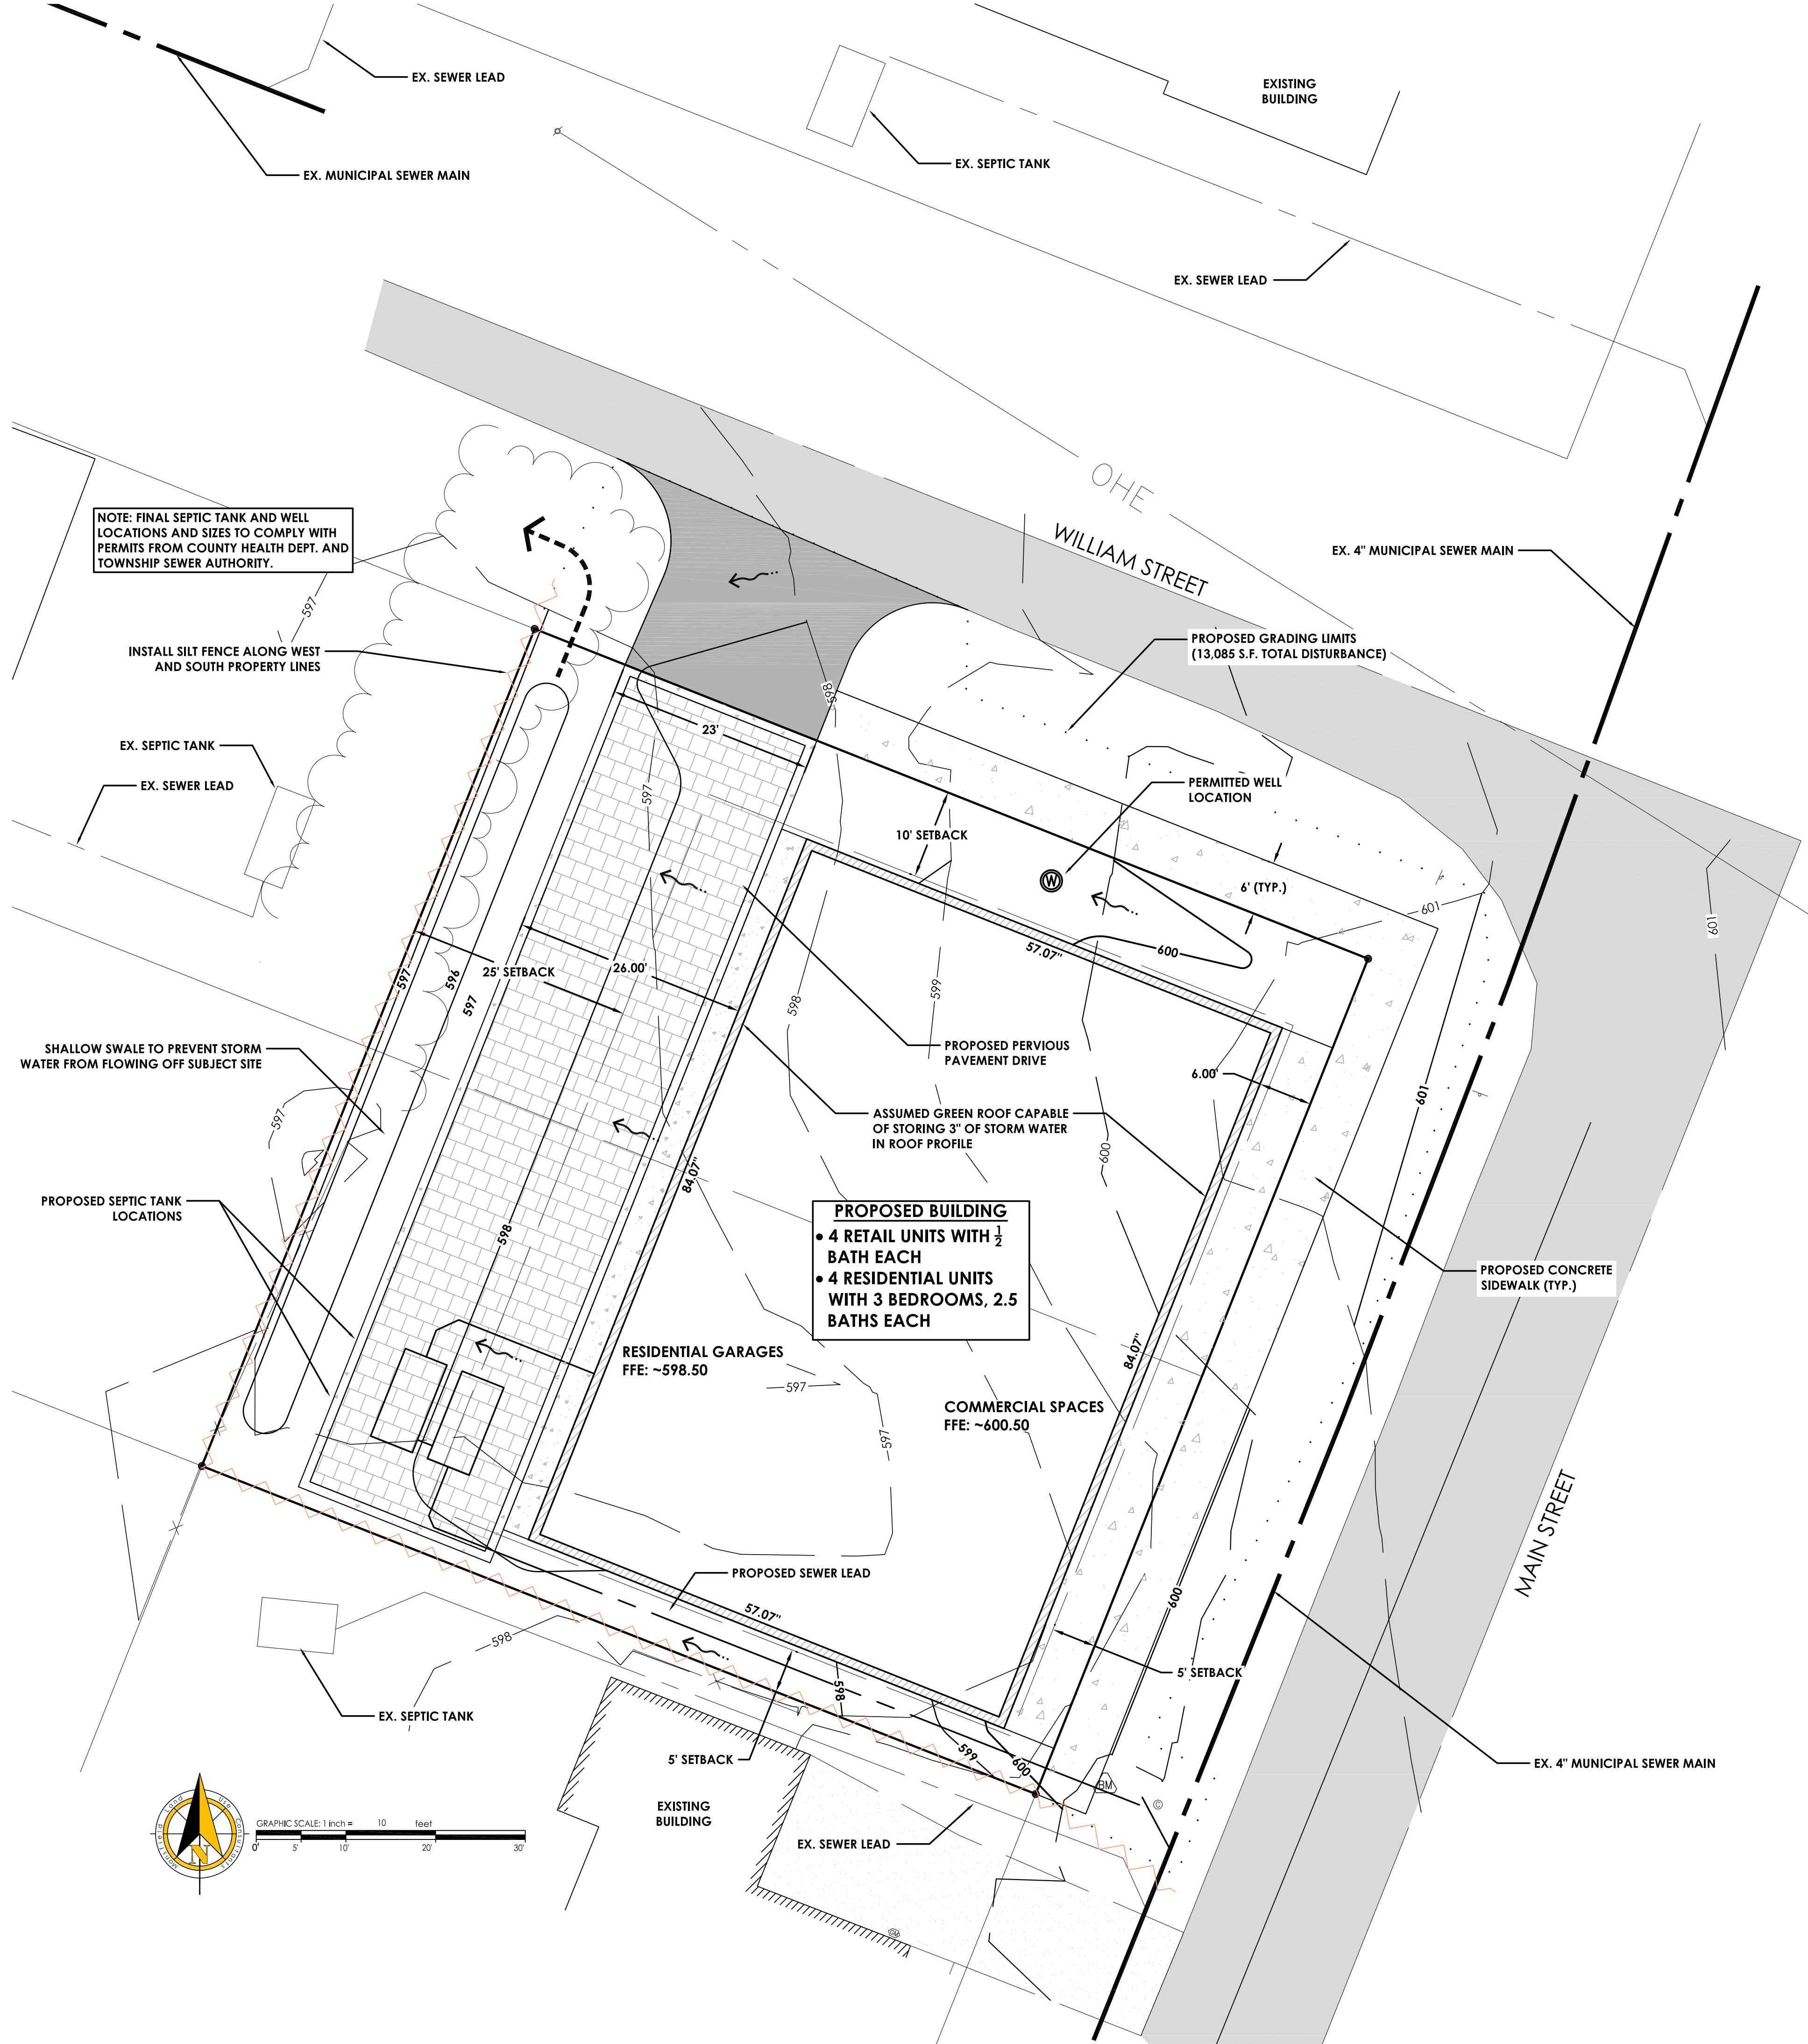 EX. SEWER LEAD
EXISTING
BUILDING
EX. SEPTIC TANK
EX. MUNICIPAL SEWER MAIN
EX. SEWER LEAD
OHE
WILLIAM STREET
NOTE: FINAL SEPTIC TANK AND WELL
LOCATIONS AND SIZES TO COMPLY WITH
PERMITS FROM COUNTY HEALTH DEPT. AND
TOWNSHIP SEWER AUTHORITY.
EX. 4" MUNICIPAL SEWER MAIN
597
INSTALL SILT FENCE ALONG WEST
AND SOUTH PROPERTY LINES
PROPOSED GRADING LIMITS
(13,085 S.F. TOTAL DISTURBANCE)
598
23'
EX. SEPTIC TANK
EX. SEWER LEAD
597
PERMITTED WELL
LOCATION
10' SETBACK
W
6' (TYP.)
601
601
57.07"
600
597
596
597
25' SETBACK
26.00'
598
599
SHALLOW SWALE TO PREVENT STORM
WATER FROM FLOWING OFF SUBJECT SITE
PROPOSED PERVIOUS
PAVEMENT DRIVE
6.00'
601
597
ASSUMED GREEN ROOF CAPABLE
OF STORING 3" OF STORM WATER
IN ROOF PROFILE
600
84.07"
PROPOSED SEPTIC TANK
LOCATIONS
598
PROPOSED BUILDING
• 4 RETAIL UNITS WITH ½
BATH EACH
• 4 RESIDENTIAL UNITS
WITH 3 BEDROOMS, 2.5
BATHS EACH
PROPOSED CONCRETE
SIDEWALK (TYP.)
84.07"
RESIDENTIAL GARAGES
FFE: ~598.50
597
COMMERCIAL SPACES
FFE: ~600.50
597
MAIN STREET
PROPOSED SEWER LEAD
57.07"
600
598
5' SETBACK
598
EX. SEPTIC TANK
5' SETBACK
599
600
EX. 4" MUNICIPAL SEWER MAIN
BM
©
EXISTING
BUILDING
EX. SEWER LEAD
Monfield Land Use Consultants
N
GRAPHIC SCALE: 1 inch = 10 feet
0' 5' 10' 20' 30'